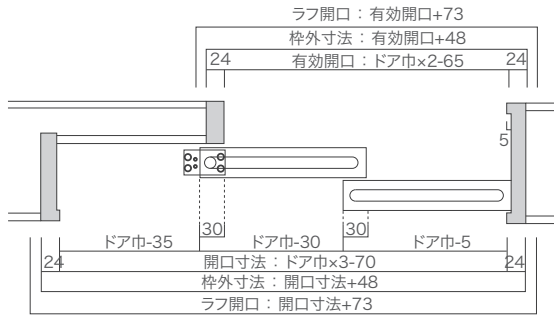 ラフ開口：有効開口+73
枠外寸法：有効開口+48
24 有効開口：ドア巾×2-65 24
5
30 30
ドア巾-35 ドア巾-30 ドア巾-5
24 開口寸法：ドア巾×3-70 24
枠外寸法：開口寸法+48
ラフ開口：開口寸法+73